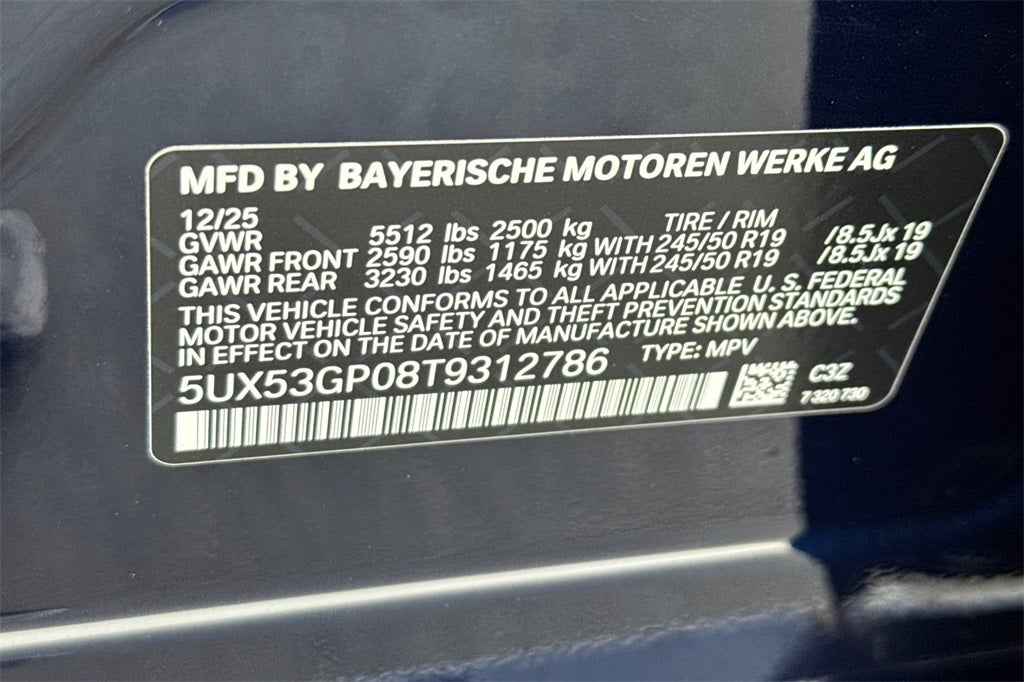 MFD BY BAYERISCHE MOTOREN WERKE AG
12/25 TIRE / RIM
GVWR 5512 lbs 2500 kg
GAWR FRONT 2590 lbs 1175 kg WITH 245/50 R19 /8.5Jx19
GAWR REAR 3230 lbs 1465 kg WITH 245/50 R19 /8.5Jx19
THIS VEHICLE CONFORMS TO ALL APPLICABLE U. S. FEDERAL
MOTOR VEHICLE SAFETY AND THEFT PREVENTION STANDARDS
IN EFFECT ON THE DATE OF MANUFACTURE SHOWN ABOVE.
5UX53GP08T9312786 TYPE: MPV
C3Z
7320730